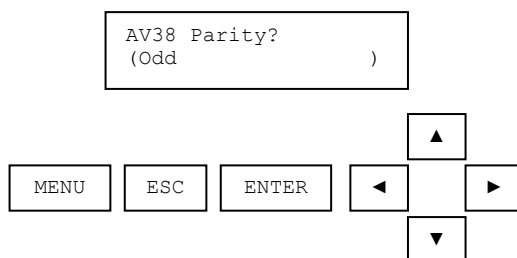 AV38 Parity?
(Odd                )
▲
MENU ESC ENTER ◄ ►
▼